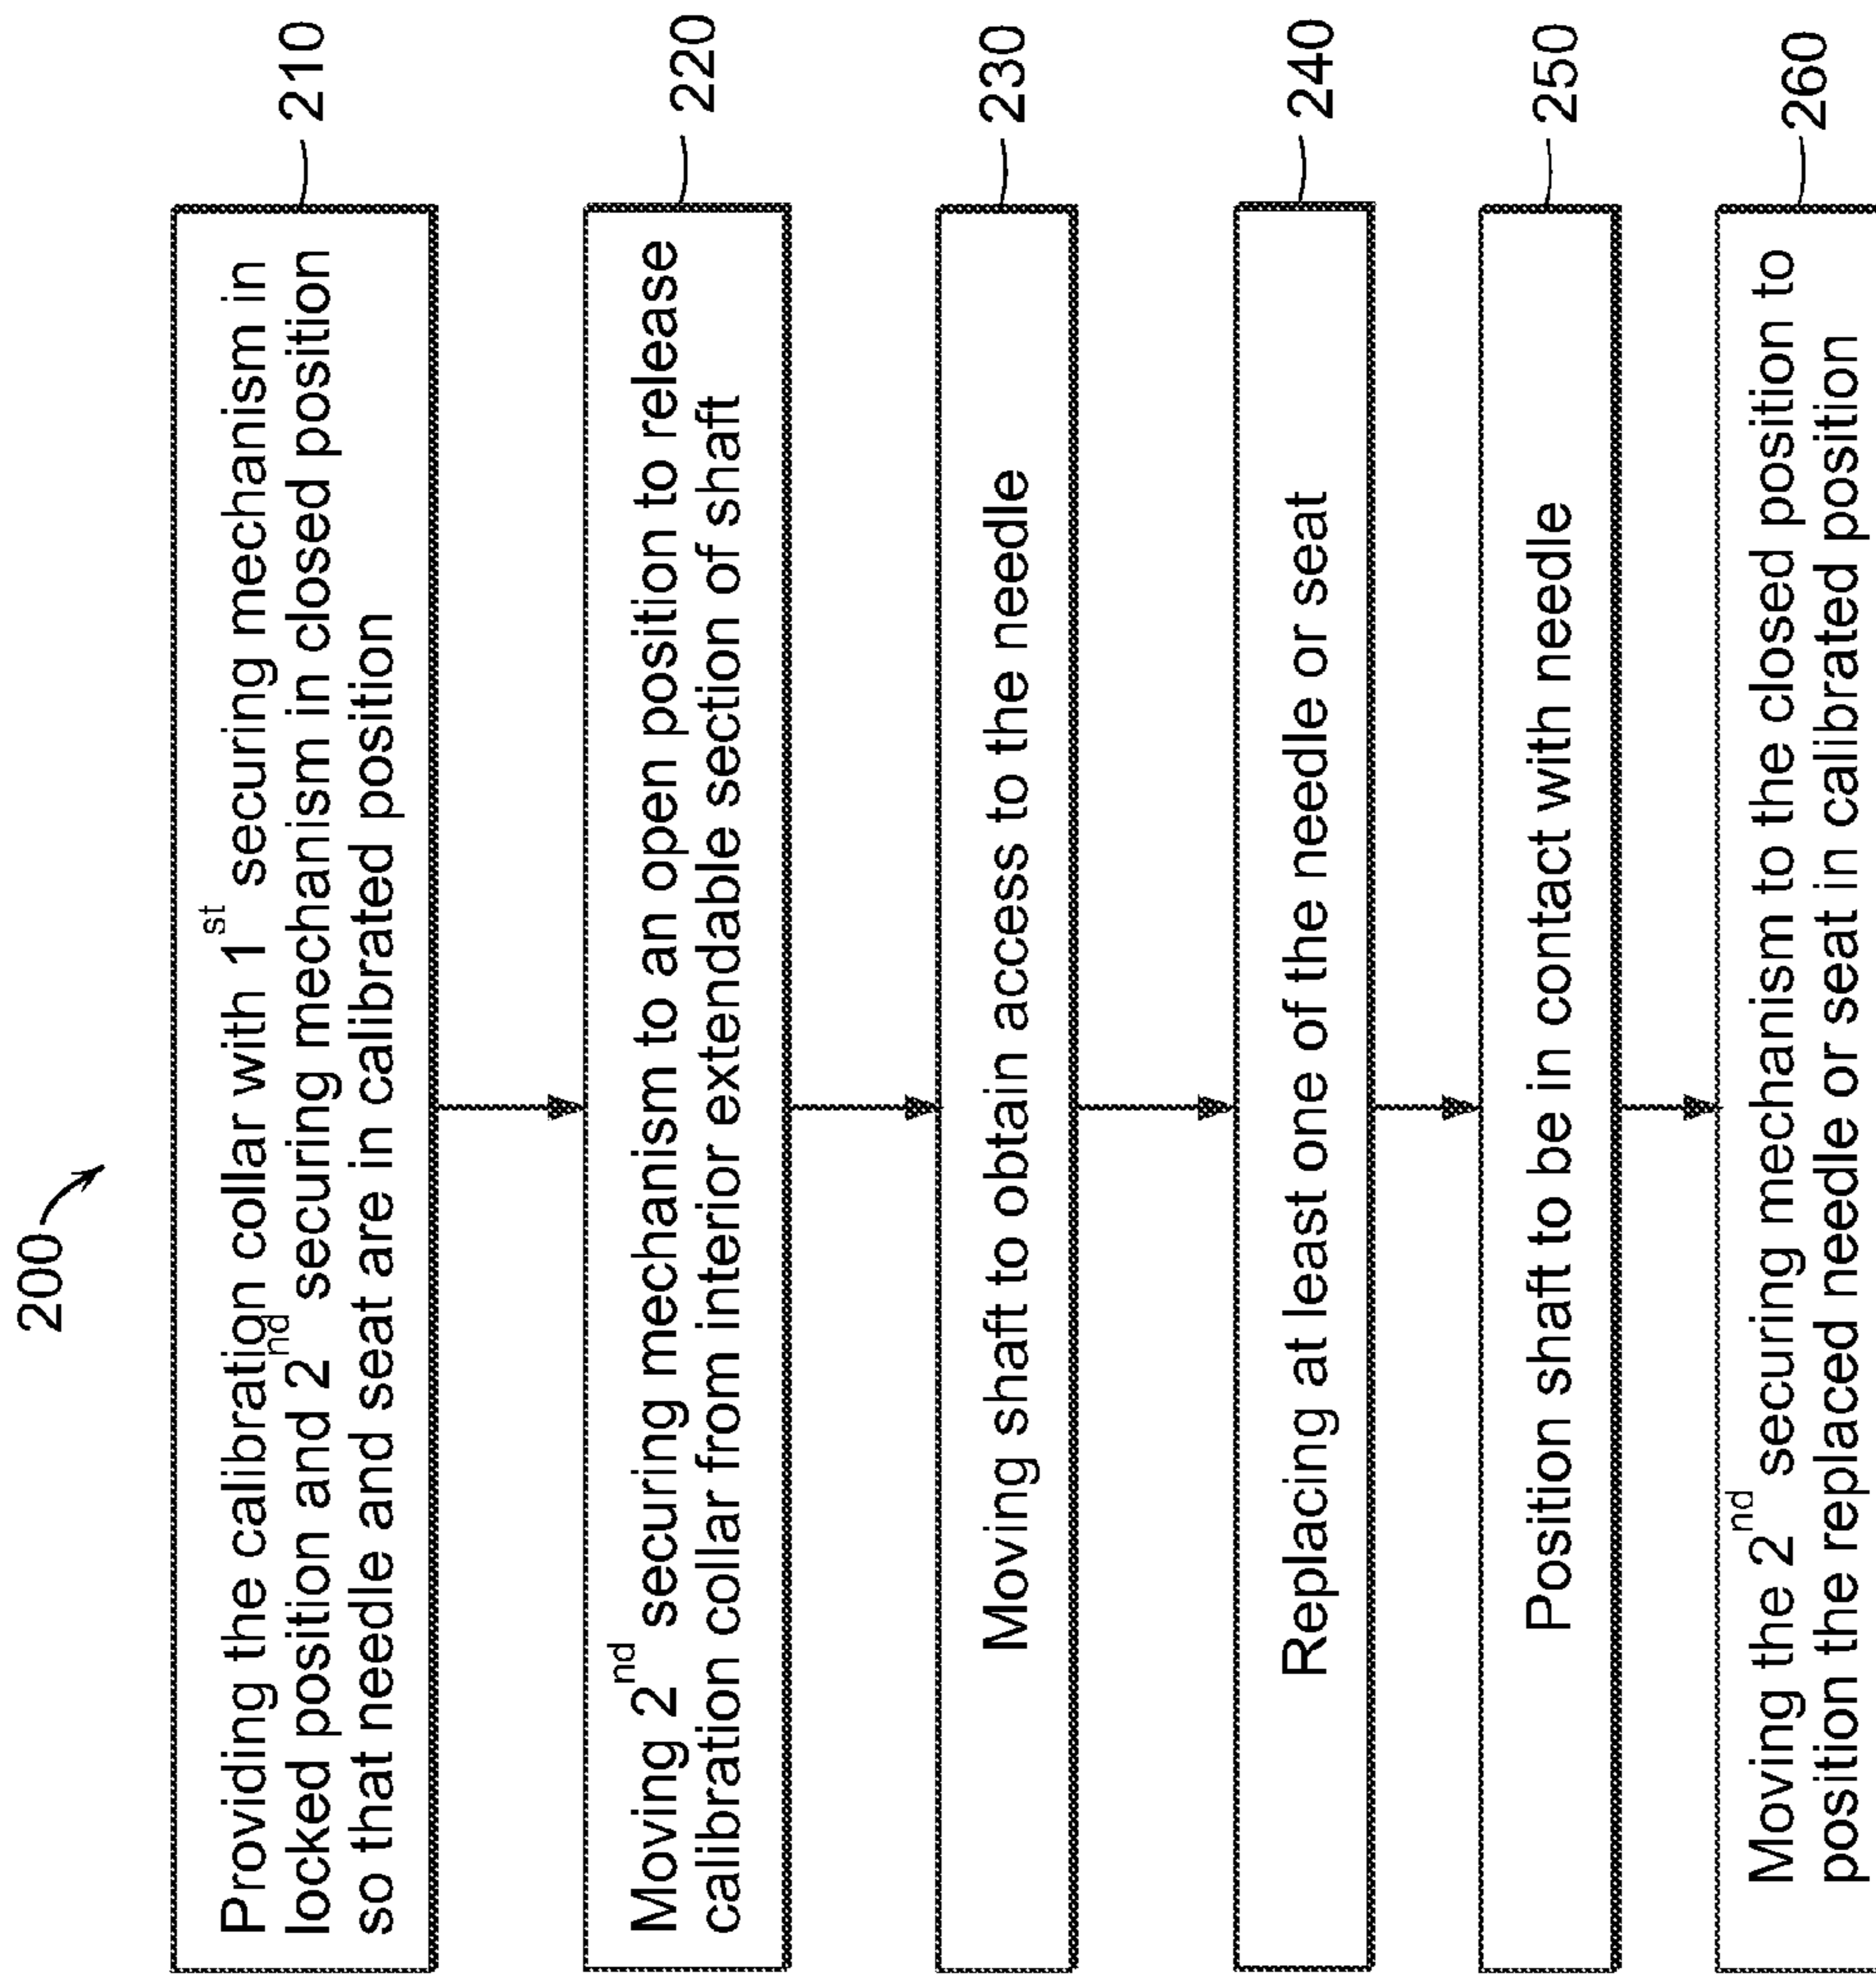 200
Providing the calibration collar with 1st securing mechanism in
locked position and 2nd securing mechanism in closed position
so that needle and seat are in calibrated position
210
Moving 2nd securing mechanism to an open position to release
calibration collar from interior extendable section of shaft
220
Moving shaft to obtain access to the needle
230
Replacing at least one of the needle or seat
240
Position shaft to be in contact with needle
250
Moving the 2nd securing mechanism to the closed position to
position the replaced needle or seat in calibrated position
260